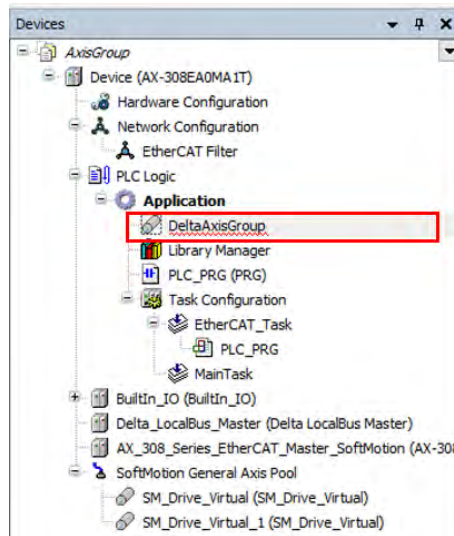 Devices
AxisGroup
Device (AX-308EA0MA1T)
Hardware Configuration
Network Configuration
EtherCAT Filter
PLC Logic
Application
DeltaAxisGroup
Library Manager
PLC_PRG (PRG)
Task Configuration
EtherCAT_Task
PLC_PRG
MainTask
BuiltIn_IO (BuiltIn_IO)
Delta_LocalBus_Master (Delta LocalBus Master)
AX_308_Series_EtherCAT_Master_SoftMotion (AX-308
SoftMotion General Axis Pool
SM_Drive_Virtual (SM_Drive_Virtual)
SM_Drive_Virtual_1 (SM_Drive_Virtual)